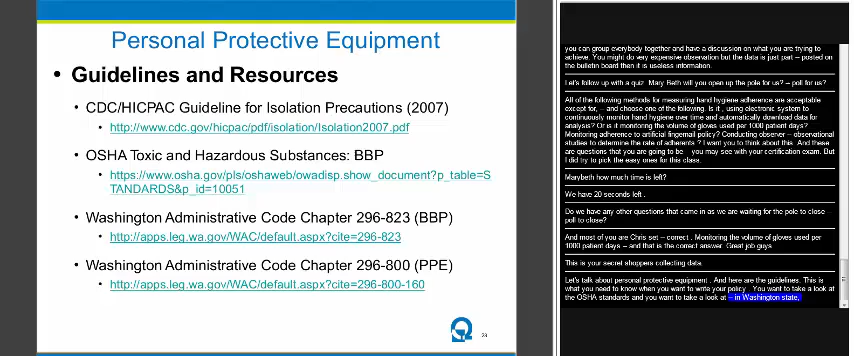 Personal Protective Equipment
• Guidelines and Resources
• CDC/HICPAC Guideline for Isolation Precautions (2007)
• http://www.cdc.gov/hicpac/pdf/isolation/Isolation2007.pdf
• OSHA Toxic and Hazardous Substances: BBP
• https://www.osha.gov/pls/oshaweb/owadisp.show_document?p_table=S
TANDARDS&p_id=10051
• Washington Administrative Code Chapter 296-823 (BBP)
• http://apps.leg.wa.gov/WAC/default.aspx?cite=296-823
• Washington Administrative Code Chapter 296-800 (PPE)
• http://apps.leg.wa.gov/WAC/default.aspx?cite=296-800-160
you can group everybody together and have a discussion on what you are trying to
achieve. You might do very expensive observation but the data is just part -- posted on
the bulletin board then it is useless information.
Let's follow up with a quiz. Mary Beth will you open up the pole for us? -- poll for us?
All of the following methods for measuring hand hygiene adherence are acceptable
except for, -- and choose one of the following. Is it , using electronic system to
continuously monitor hand hygiene over time and automatically download data for
analysis? Or is it monitoring the volume of gloves used per 1000 patient days?
Monitoring adherence to artificial fingernail policy? Conducting observer -- observational
studies to determine the rate of adherents ? I want you to think about this. And these
are questions that you are going to be -- you may see with your certification exam. But
I did try to pick the easy ones for this class.
Marybeth how much time is left?
We have 20 seconds left .
Do we have any other questions that came in as we are waiting for the pole to close --
poll to close?
And most of you are Chris set -- correct . Monitoring the volume of gloves used per
1000 patient days -- and that is the correct answer. Great job guys.
This is your secret shoppers collecting data.
Let's talk about personal protective equipment . And here are the guidelines. This is
what you need to know when you want to write your policy . You want to take a look at
the OSHA standards and you want to take a look at -- in Washington state,